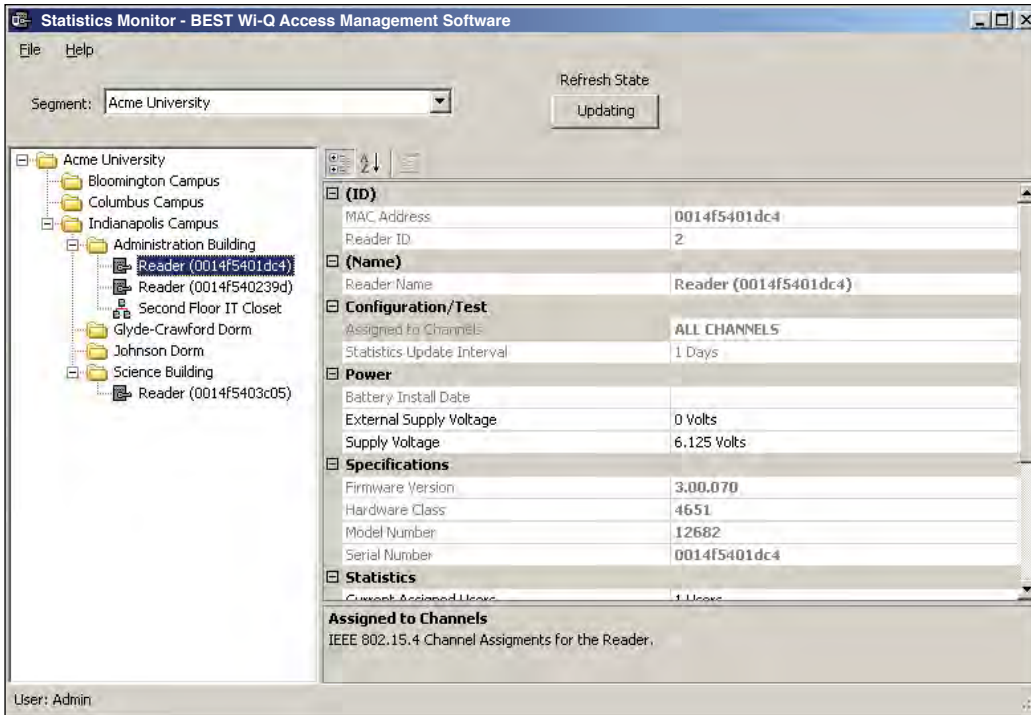 Statistics Monitor - BEST Wi-Q Access Management Software
File Help
Refresh State
Segment: Acme University
Updating
Acme University
Bloomington Campus
Columbus Campus
Indianapolis Campus
Administration Building
Reader (0014f5401dc4)
Reader (0014f540239d)
Second Floor IT Closet
Glyde-Crawford Dorm
Johnson Dorm
Science Building
Reader (0014f5403c05)
(ID)
MAC Address 0014f5401dc4
Reader ID 2
(Name)
Reader Name Reader (0014f5401dc4)
Configuration/Test
Assigned to Channels ALL CHANNELS
Statistics Update Interval 1 Days
Power
Battery Install Date
External Supply Voltage 0 Volts
Supply Voltage 6.125 Volts
Specifications
Firmware Version 3.00.070
Hardware Class 4651
Model Number 12682
Serial Number 0014f5401dc4
Statistics
Current Assigned Users 1 Users
Assigned to Channels
IEEE 802.15.4 Channel Assigments for the Reader.
User: Admin